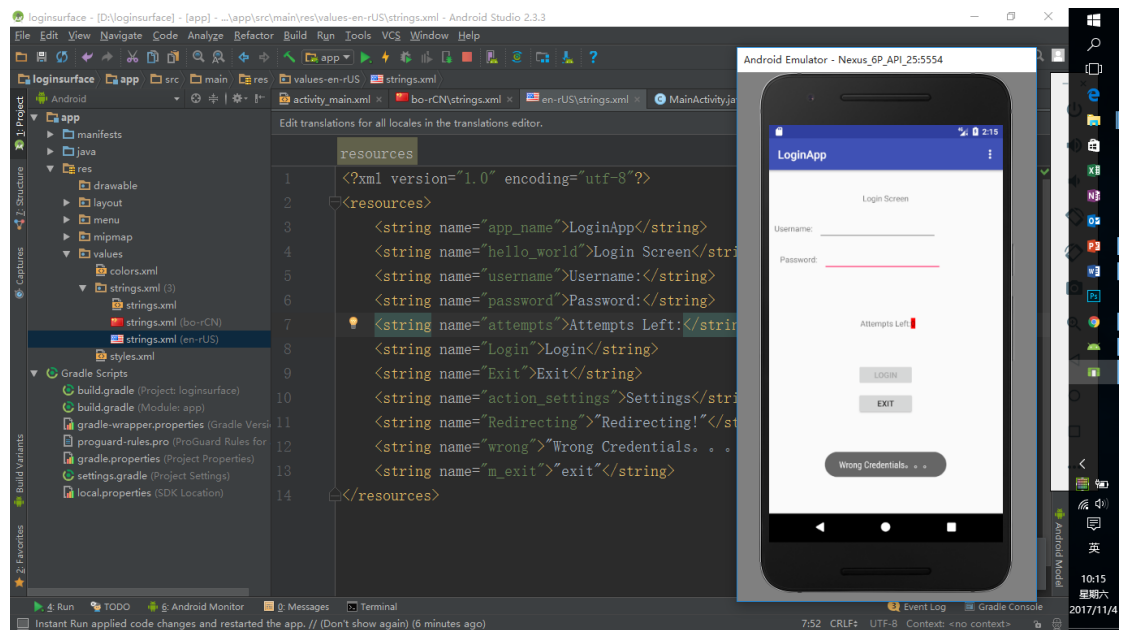 loginsurface - [D:\loginsurface] - [app] - ...\app\src\main\res\values-en-rUS\strings.xml - Android Studio 2.3.3
File Edit View Navigate Code Analyze Refactor Build Run Tools VCS Window Help
app
loginsurface app src main res values-en-rUS strings.xml
Android
activity_main.xml bo-rCN\strings.xml en-rUS\strings.xml MainActivity.ja
Edit translations for all locales in the translations editor.
1: Project
7: Structure
Captures
Build Variants
2: Favorites
app
manifests
java
res
drawable
layout
menu
mipmap
values
colors.xml
strings.xml (3)
strings.xml
strings.xml (bo-rCN)
strings.xml (en-rUS)
styles.xml
Gradle Scripts
build.gradle (Project: loginsurface)
build.gradle (Module: app)
gradle-wrapper.properties (Gradle Versi
proguard-rules.pro (ProGuard Rules for
gradle.properties (Project Properties)
settings.gradle (Project Settings)
local.properties (SDK Location)
resources
1 <?xml version="1.0" encoding="utf-8"?>
2 <resources>
3 <string name="app_name">LoginApp</string>
4 <string name="hello_world">Login Screen</stri
5 <string name="username">Username:</string>
6 <string name="password">Password:</string>
7 <string name="attempts">Attempts Left:</strin
8 <string name="Login">Login</string>
9 <string name="Exit">Exit</string>
10 <string name="action_settings">Settings</stri
11 <string name="Redirecting">"Redirecting!"</st
12 <string name="wrong">"Wrong Credentials。。。
13 <string name="m_exit">"exit"</string>
14 </resources>
Android Emulator - Nexus_6P_API_25:5554
2:15
LoginApp
Login Screen
Username:
Password:
Attempts Left:
LOGIN
EXIT
Wrong Credentials。。。
Android Model
4: Run TODO 6: Android Monitor 0: Messages Terminal 3 Event Log Gradle Console
Instant Run applied code changes and restarted the app. // (Don't show again) (6 minutes ago) 7:52 CRLF UTF-8 Context: <no context>
英
10:15
星期六
2017/11/4